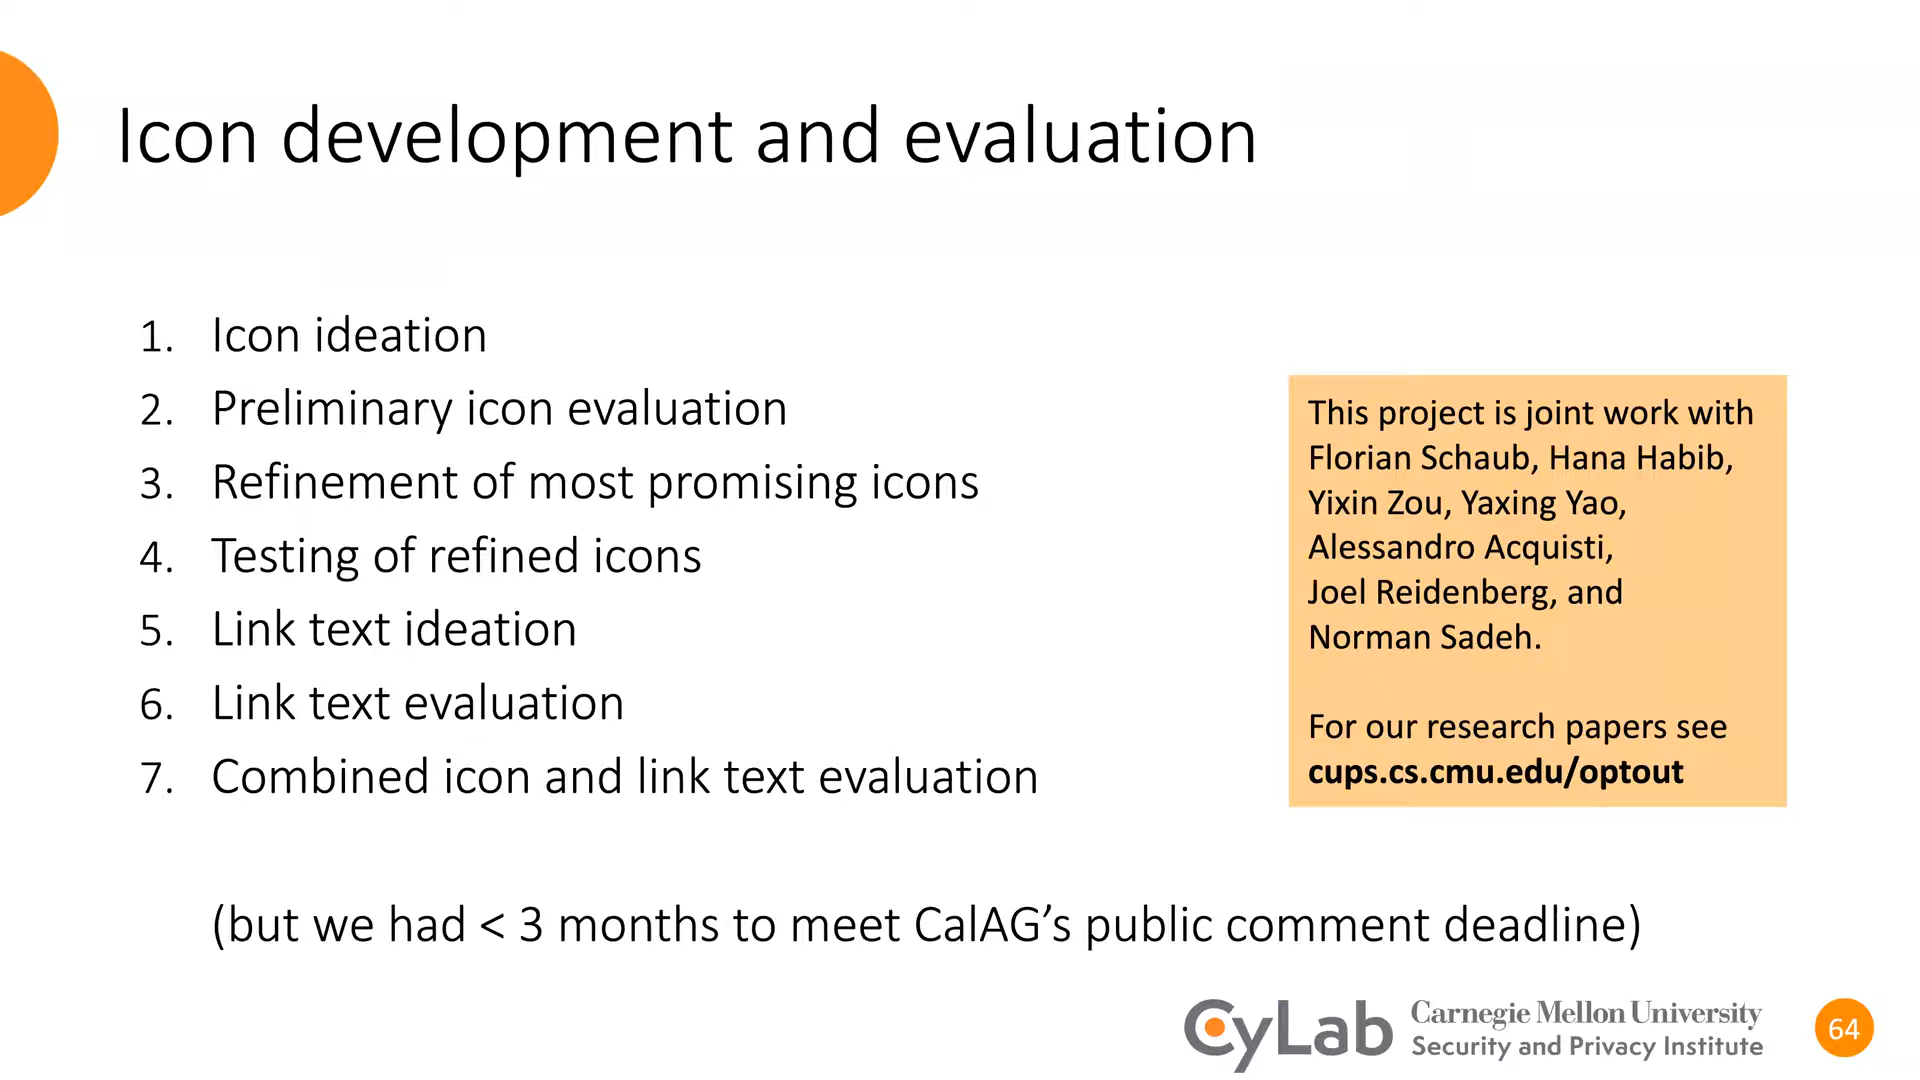 Icon development and evaluation
1. Icon ideation
2. Preliminary icon evaluation
3. Refinement of most promising icons
4. Testing of refined icons
5. Link text ideation
6. Link text evaluation
7. Combined icon and link text evaluation
(but we had < 3 months to meet CalAG’s public comment deadline)
This project is joint work with
Florian Schaub, Hana Habib,
Yixin Zou, Yaxing Yao,
Alessandro Acquisti,
Joel Reidenberg, and
Norman Sadeh.
For our research papers see
cups.cs.cmu.edu/optout
CyLab
Carnegie Mellon University
Security and Privacy Institute
64